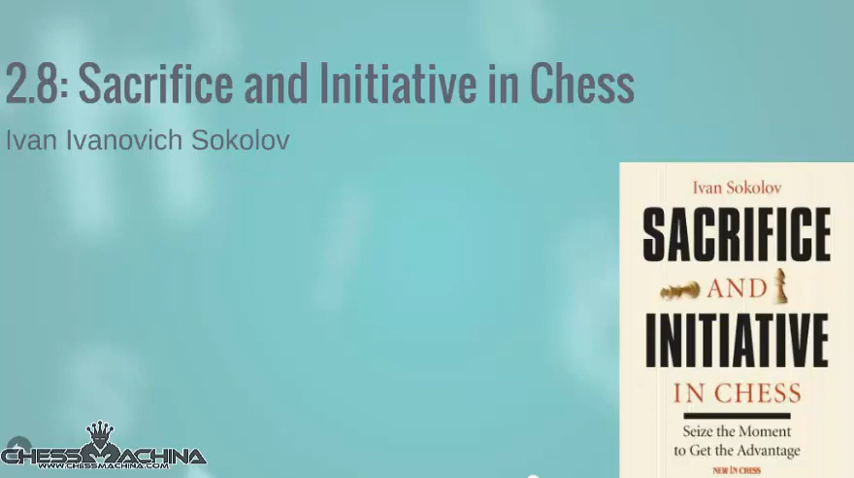 2.8: Sacrifice and Initiative in Chess
Ivan Ivanovich Sokolov
Ivan Sokolov
SACRIFICE
AND
INITIATIVE
IN CHESS
Seize the Moment
to Get the Advantage
NEW IN CHESS
CHESSMACHINA
WWW.CHESSMACHINA.COM